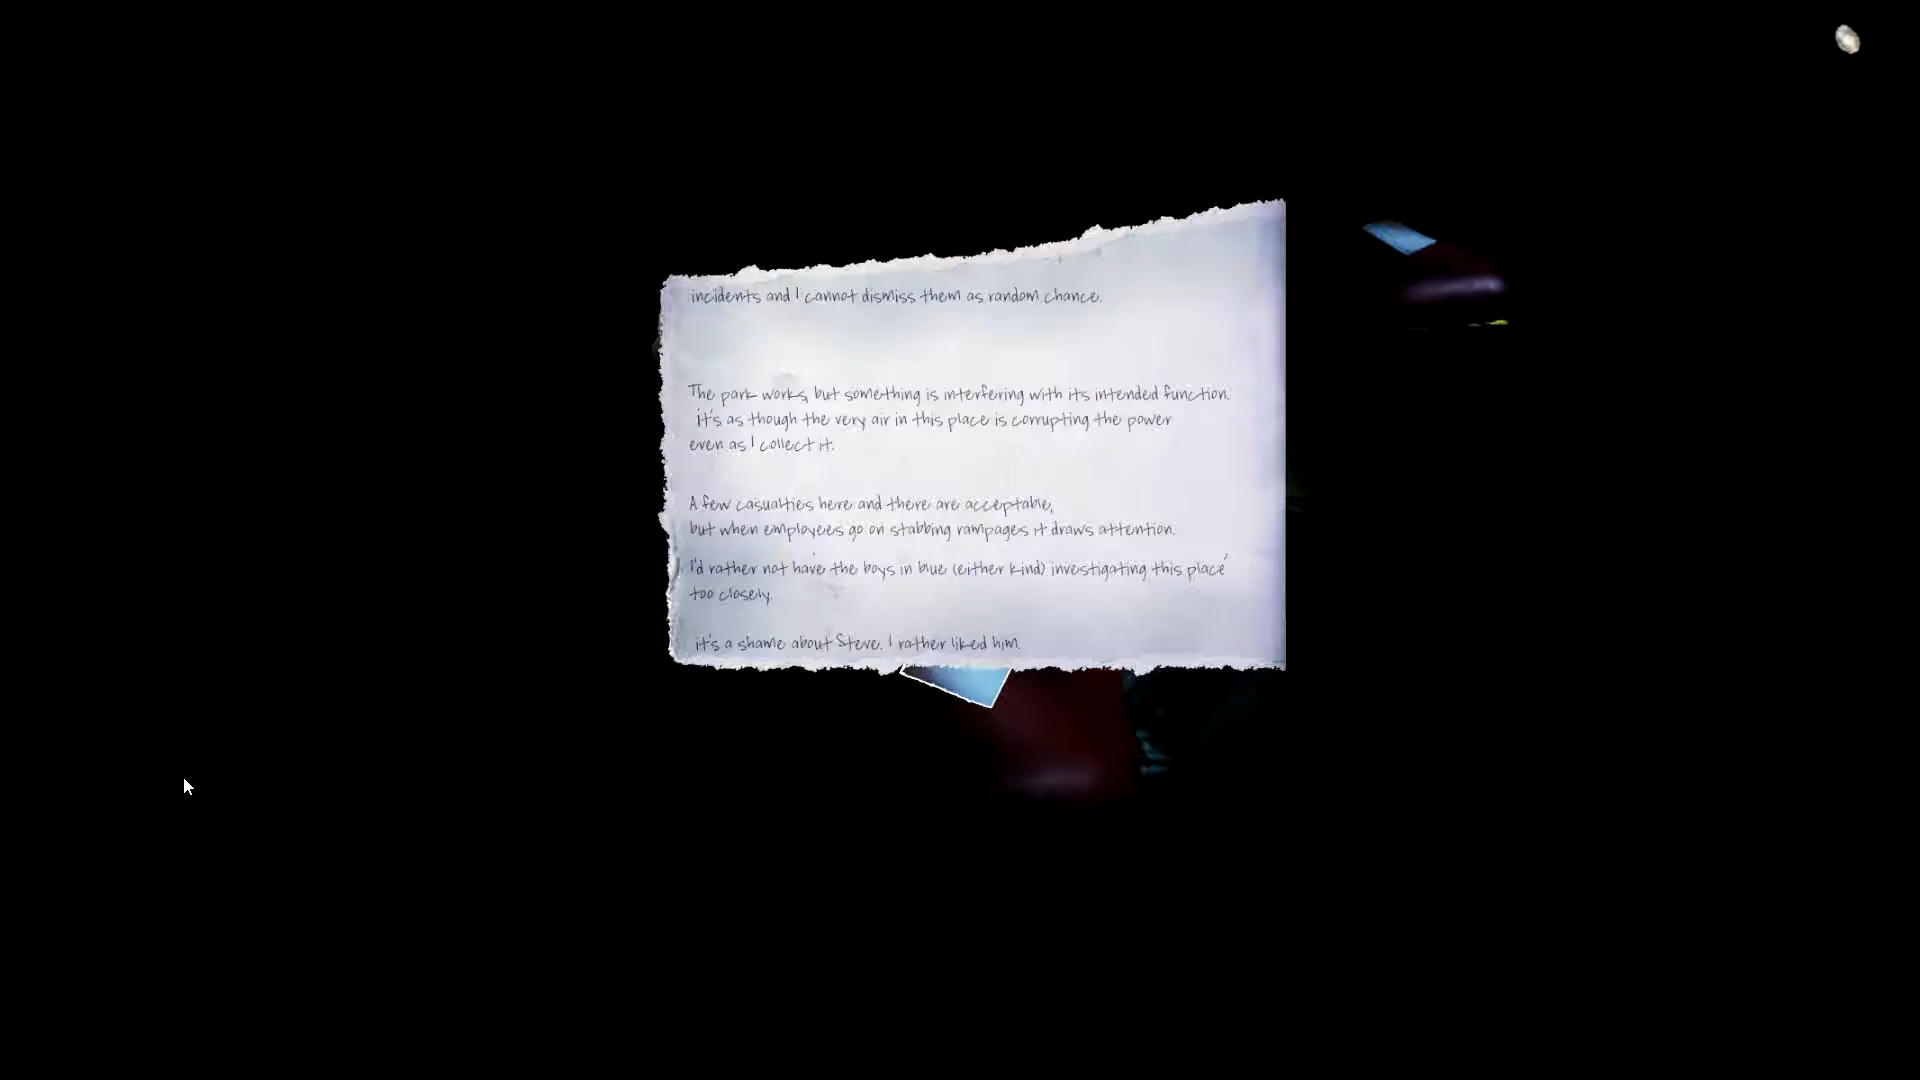 incidents and I cannot dismiss them as random chance.
The park works, but something is interfering with its intended function.
it's as though the very air in this place is corrupting the power
even as I collect it.
A few casualties here and there are acceptable,
but when employees go on stabbing rampages it draws attention.
I'd rather not have the boys in blue (either kind) investigating this place
too closely.
it's a shame about Steve. I rather liked him.